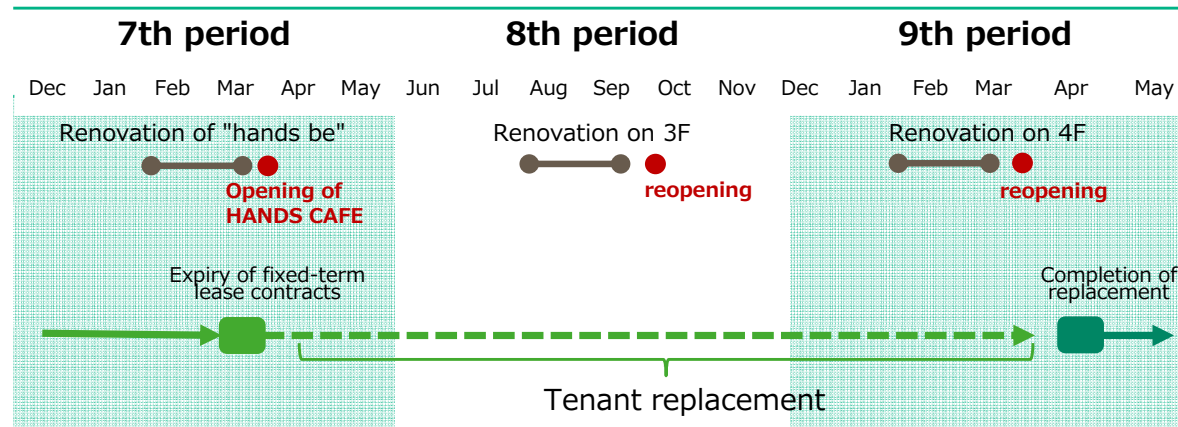 7th period 8th period 9th period
Dec Jan Feb Mar Apr May Jun Jul Aug Sep Oct Nov Dec Jan Feb Mar Apr May
Renovation of "hands be" Renovation on 3F Renovation on 4F
Opening of
HANDS CAFE
reopening
reopening
Expiry of fixed-term
lease contracts
Completion of
replacement
Tenant replacement